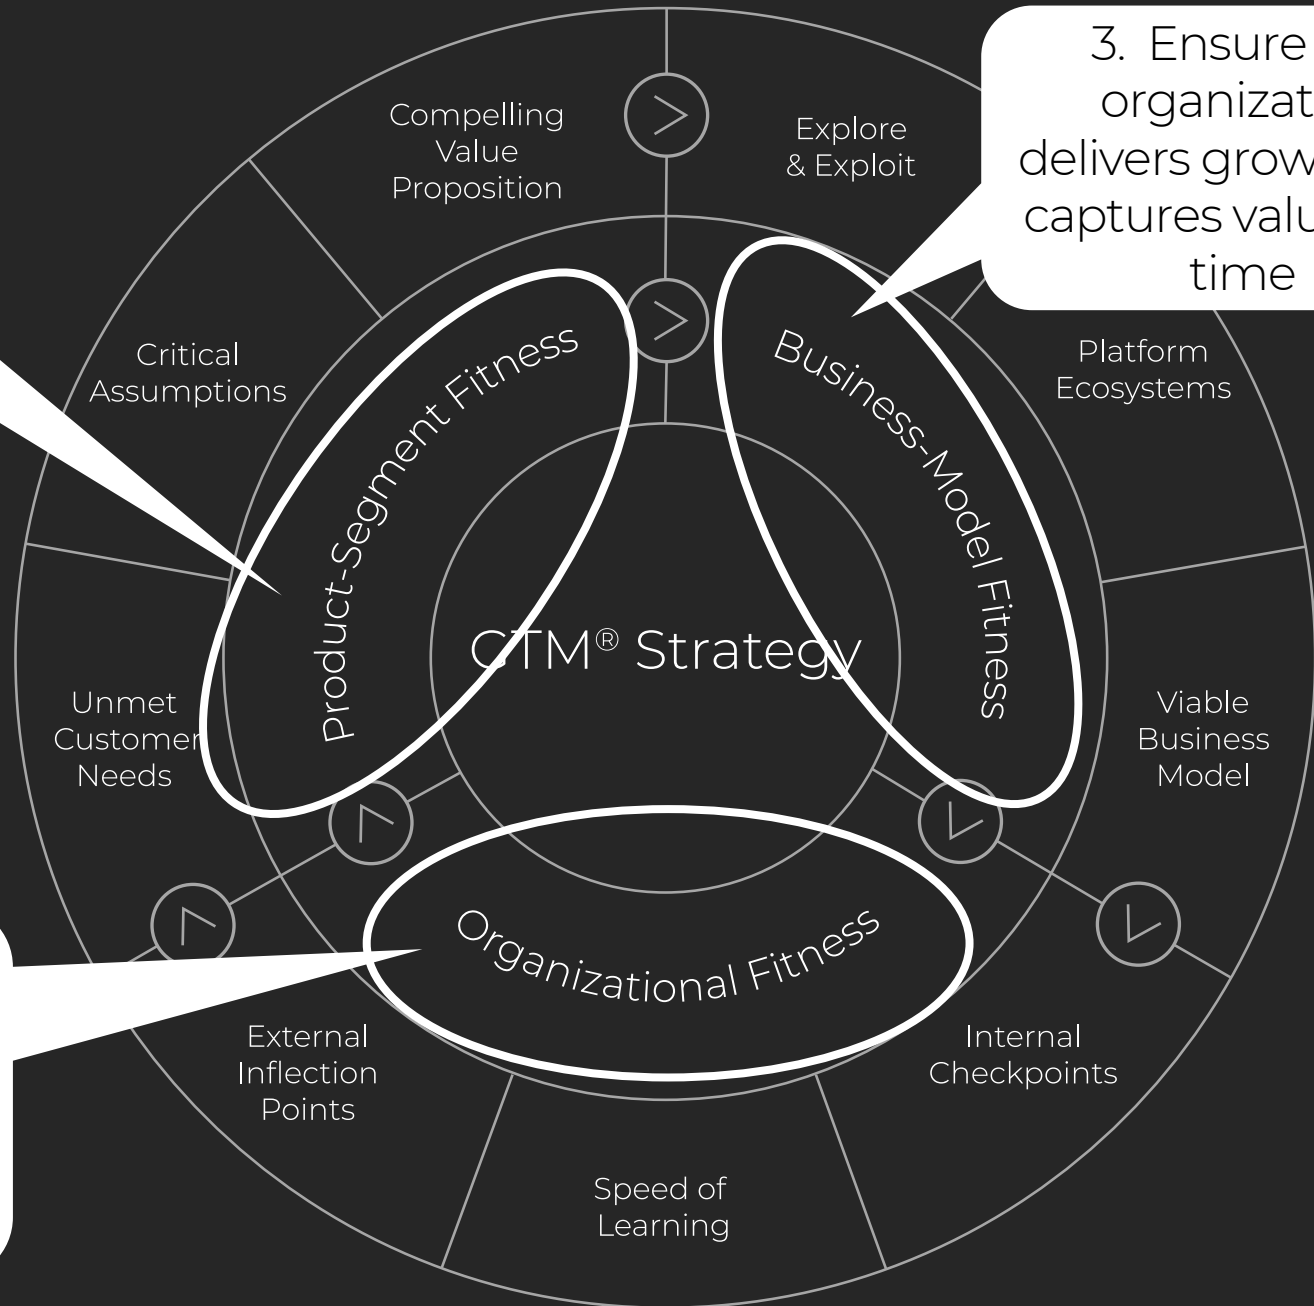 3. Ensure
organizat
delivers grow
captures valu
time
Compelling
Value
Proposition
Explore
& Exploit
Critical
Assumptions
Platform
Ecosystems
Product-Segment Fitness
Business-Model Fitness
CTM® Strategy
Unmet
Customer
Needs
Viable
Business
Model
Organizational Fitness
External
Inflection
Points
Internal
Checkpoints
Speed of
Learning